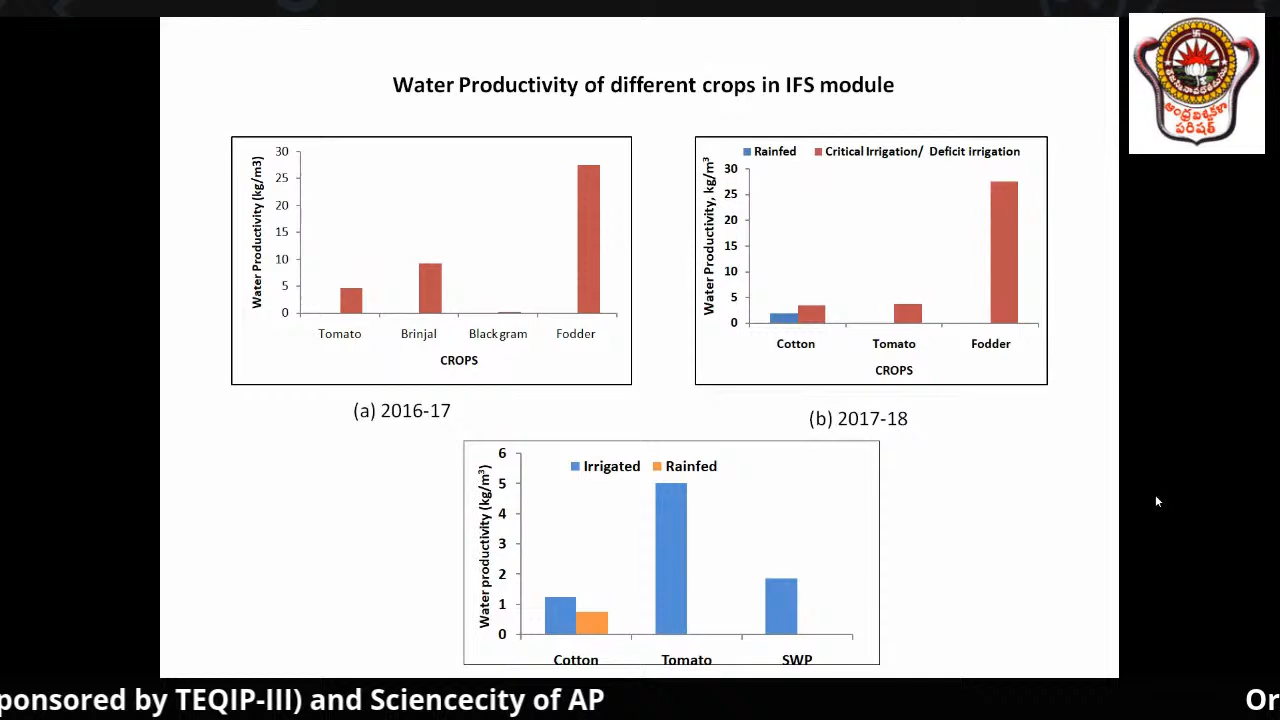 Water Productivity of different crops in IFS module
Water Productivity (kg/m3)
30
25
20
15
10
5
0
Tomato Brinjal Black gram Fodder
CROPS
(a) 2016-17
Rainfed Critical Irrigation/ Deficit irrigation
Water Productivity, kg/m³
30
25
20
15
10
5
0
Cotton Tomato Fodder
CROPS
(b) 2017-18
Irrigated Rainfed
Water productivity (kg/m³)
6
5
4
3
2
1
0
Cotton Tomato SWP
ఆంధ్ర విశ్వకళా
పరిషత్
ponsored by TEQIP-III) and Sciencecity of AP
Or